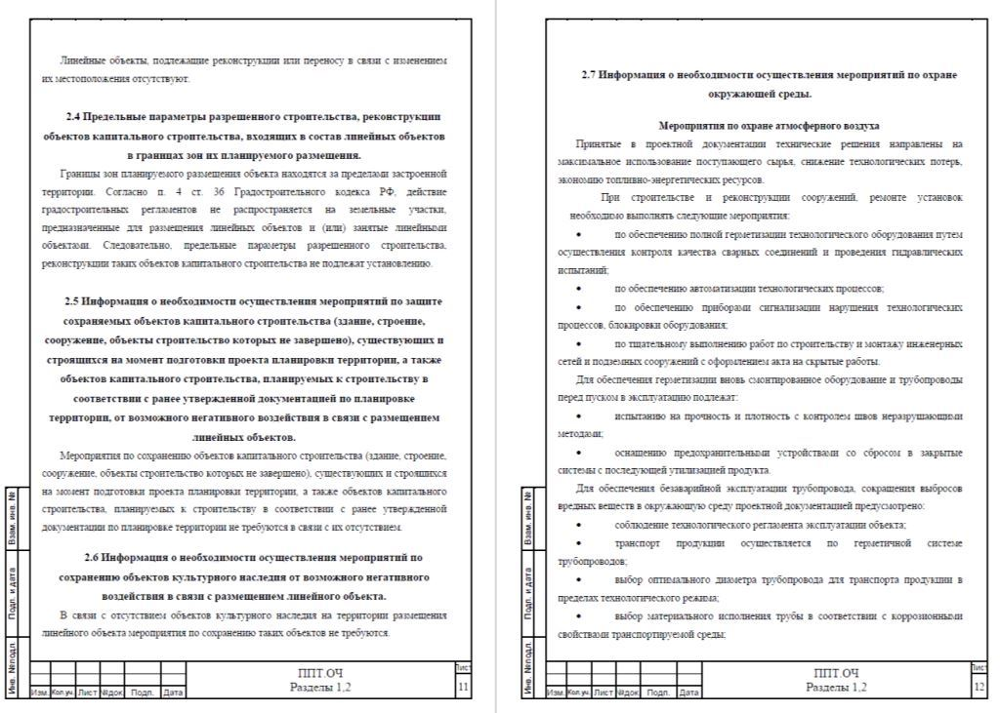 Линейные объекты, подлежащие реконструкции или переносу в связи с изменением
их местоположения отсутствуют.
2.4 Предельные параметры разрешенного строительства, реконструкции
объектов капитального строительства, входящих в состав линейных объектов
в границах зон их планируемого размещения.
Границы зон планируемого размещения объекта находятся за пределами застроенной
территории. Согласно п. 4 ст. 36 Градостроительного кодекса РФ, действие
градостроительных регламентов не распространяется на земельные участки,
предназначенные для размещения линейных объектов и (или) занятые линейными
объектами. Следовательно, предельные параметры разрешенного строительства,
реконструкции таких объектов капитального строительства не подлежат установлению.
2.5 Информация о необходимости осуществления мероприятий по защите
сохраняемых объектов капитального строительства (здание, строение,
сооружение, объекты строительство которых не завершено), существующих и
строящихся на момент подготовки проекта планировки территории, а также
объектов капитального строительства, планируемых к строительству в
соответствии с ранее утвержденной документацией по планировке
территории, от возможного негативного воздействия в связи с размещением
линейных объектов.
Мероприятия по сохранению объектов капитального строительства (здание, строение,
сооружение, объекты строительство которых не завершено), существующих и строящихся
на момент подготовки проекта планировки территории, а также объектов капитального
строительства, планируемых к строительству в соответствии с ранее утвержденной
документации по планировке территории не требуются в связи с их отсутствием.
2.6 Информация о необходимости осуществления мероприятий по
сохранению объектов культурного наследия от возможного негативного
воздействия в связи с размещением линейного объекта.
В связи с отсутствием объектов культурного наследия на территории размещения
линейного объекта мероприятия по сохранению таких объектов не требуются.
Взам. инв. №
Подп. и дата
Инв. №подл.
Изм. Кол.уч. Лист №док. Подп. Дата
ППТ.ОЧ
Разделы 1,2
Лист
11
2.7 Информация о необходимости осуществления мероприятий по охране
окружающей среды.
Мероприятия по охране атмосферного воздуха
Принятые в проектной документации технические решения направлены на
максимальное использование поступающего сырья, снижение технологических потерь,
экономию топливно-энергетических ресурсов.
При строительстве и реконструкции сооружений, ремонте установок
необходимо выполнять следующие мероприятия:
• по обеспечению полной герметизации технологического оборудования путем
осуществления контроля качества сварных соединений и проведения гидравлических
испытаний;
• по обеспечению автоматизации технологических процессов;
• по обеспечению приборами сигнализации нарушения технологических
процессов, блокировки оборудования;
• по тщательному выполнению работ по строительству и монтажу инженерных
сетей и подземных сооружений с оформлением акта на скрытые работы.
Для обеспечения герметизации вновь смонтированное оборудование и трубопроводы
перед пуском в эксплуатацию подлежат:
• испытанию на прочность и плотность с контролем швов неразрушающими
методами;
• оснащению предохранительными устройствами со сбросом в закрытые
системы с последующей утилизацией продукта.
Для обеспечения безаварийной эксплуатации трубопровода, сокращения выбросов
вредных веществ в окружающую среду проектной документацией предусмотрено:
• соблюдение технологического регламента эксплуатации объекта;
• транспорт продукции осуществляется по герметичной системе
трубопроводов;
• выбор оптимального диаметра трубопровода для транспорта продукции в
пределах технологического режима;
• выбор материального исполнения трубы в соответствии с коррозионными
свойствами транспортируемой среды;
Взам. инв. №
Подп. и дата
Инв. №подл.
Изм. Кол.уч. Лист №док. Подп. Дата
ППТ.ОЧ
Разделы 1,2
Лист
12